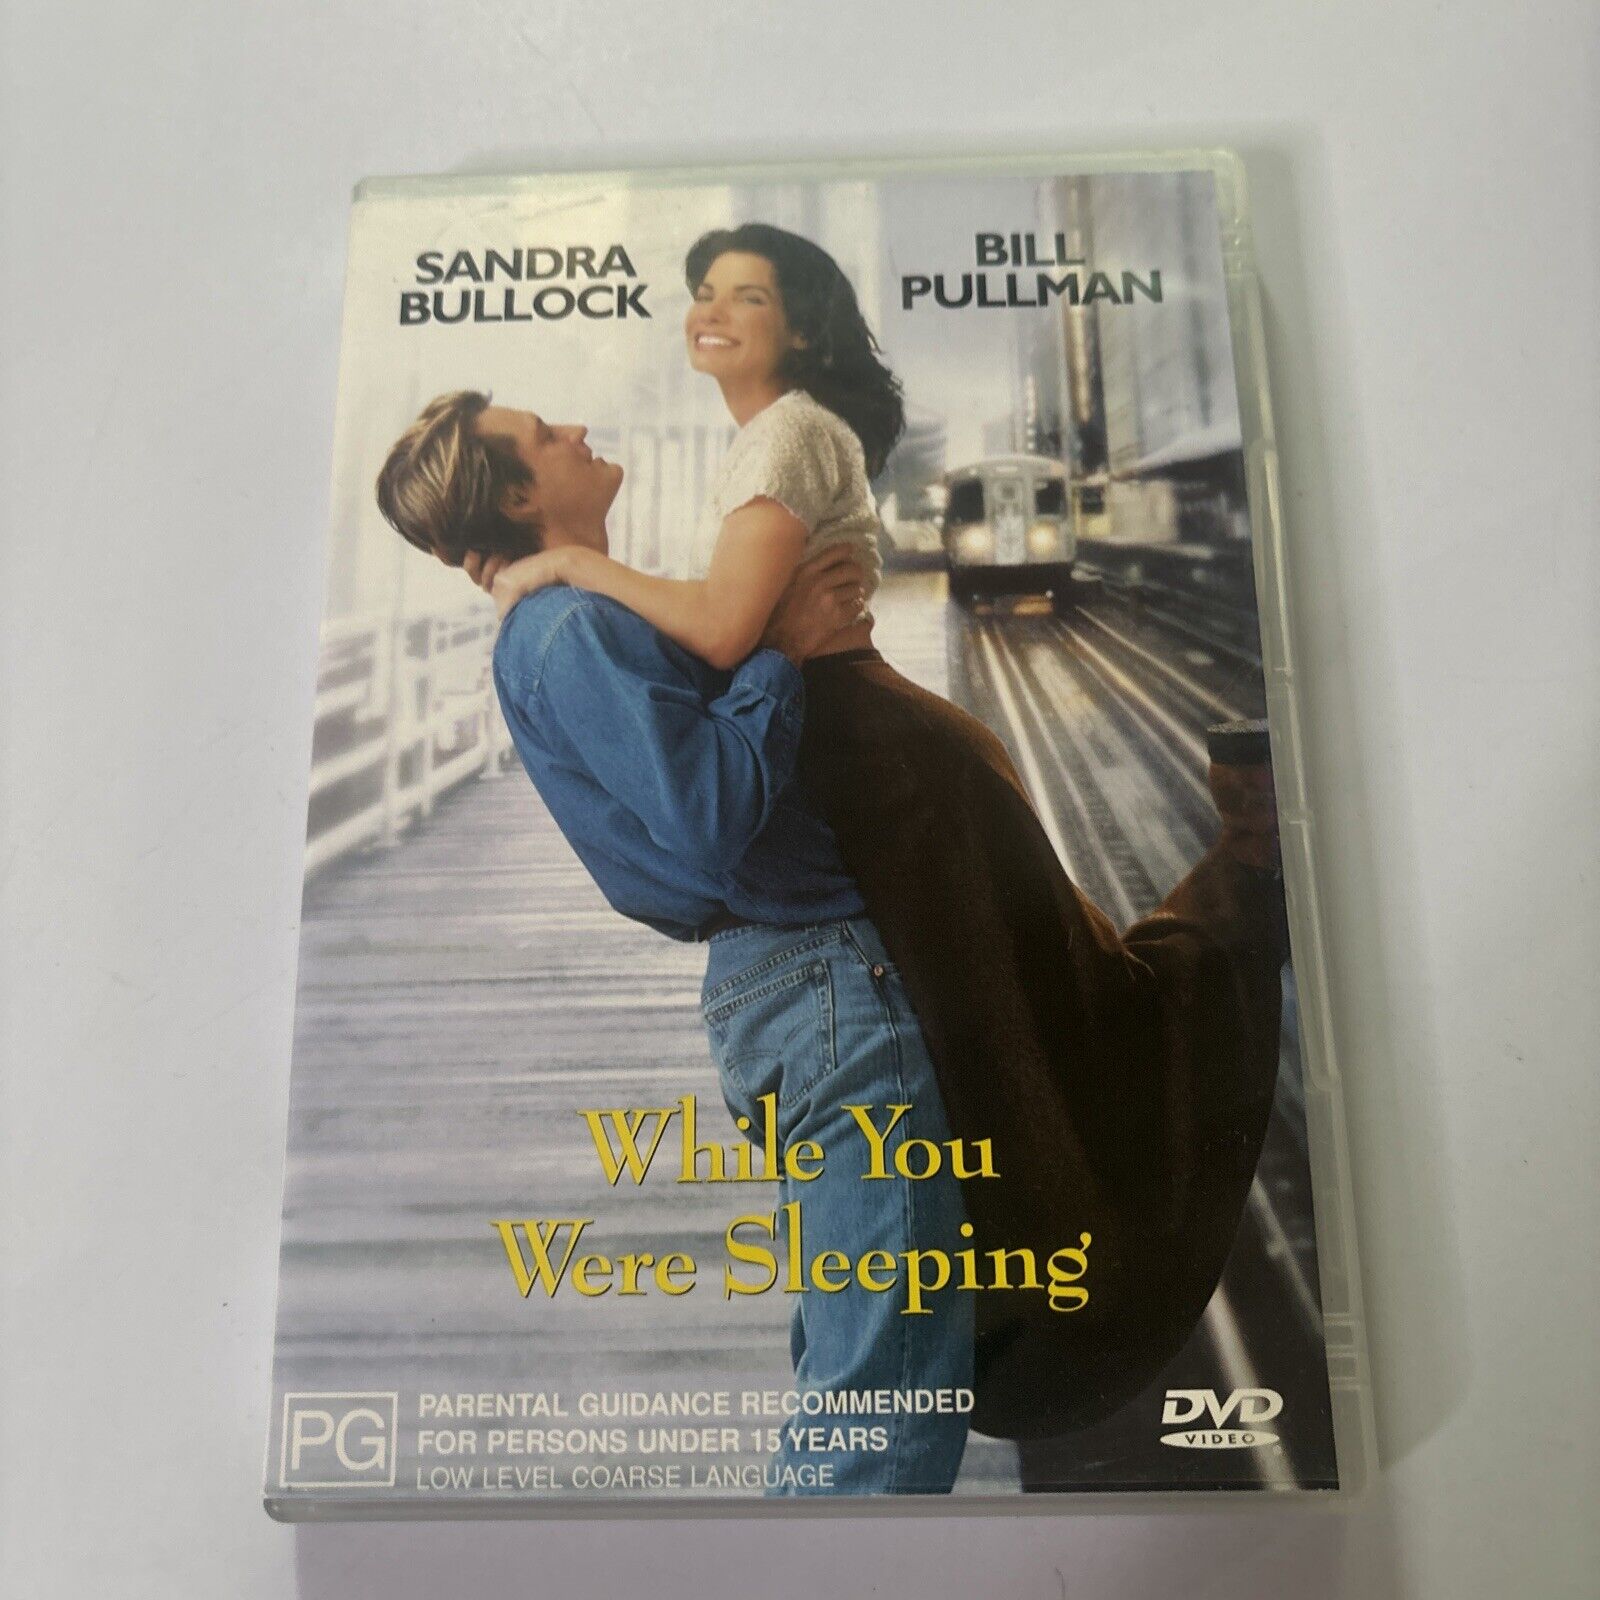 SANDRA
BULLOCK
BILL
PULLMAN
While You
Were Sleeping
PG
PARENTAL GUIDANCE RECOMMENDED
FOR PERSONS UNDER 15 YEARS
LOW LEVEL COARSE LANGUAGE
DVD
VIDEO